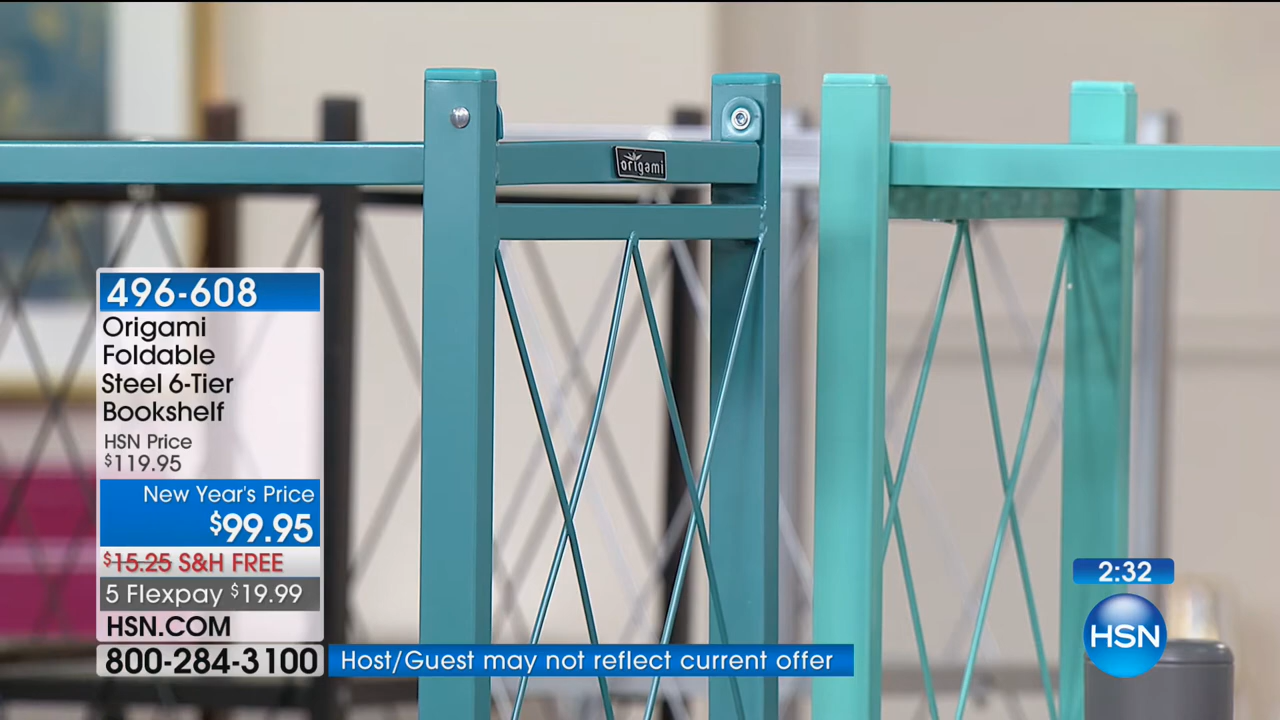 origami
496-608
Origami
Foldable
Steel 6-Tier
Bookshelf
HSN Price
$119.95
New Year's Price
$99.95
$15.25 S&H FREE
5 Flexpay $19.99
HSN.COM
800-284-3100
Host/Guest may not reflect current offer
2:32
HSN